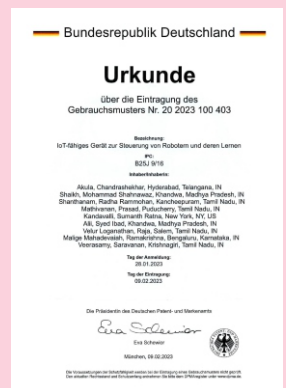 Bundesrepublik Deutschland
Urkunde
über die Eintragung des
Gebrauchsmusters Nr. 20 2023 100 403
Bezeichnung:
IoT-fähiges Gerät zur Steuerung von Robotern und deren Lernen
IPC:
B25J 9/16
Inhaber/Inhaberin:
Akula, Chandrashekhar, Hyderabad, Telangana, IN
Shaikh, Mohammad Shahnawaz, Khandwa, Madhya Pradesh, IN
Shanthanam, Radha Rammohan, Kancheepuram, Tamil Nadu, IN
Mathivanan, Prasad, Puducherry, Tamil Nadu, IN
Kandavalli, Sumanth Ratna, New York, NY, US
Alli, Syed Ibad, Khandwa, Madhya Pradesh, IN
Velur Loganathan, Raja, Salem, Tamil Nadu, IN
Malige Mahadevaiah, Ramakrishna, Bengaluru, Karnataka, IN
Veerasamy, Saravanan, Krishnagiri, Tamil Nadu, IN
Tag der Anmeldung:
26.01.2023
Tag der Eintragung:
09.02.2023
Die Präsidentin des Deutschen Patent- und Markenamts
Eva Schewior
Eva Schewior
München, 09.02.2023